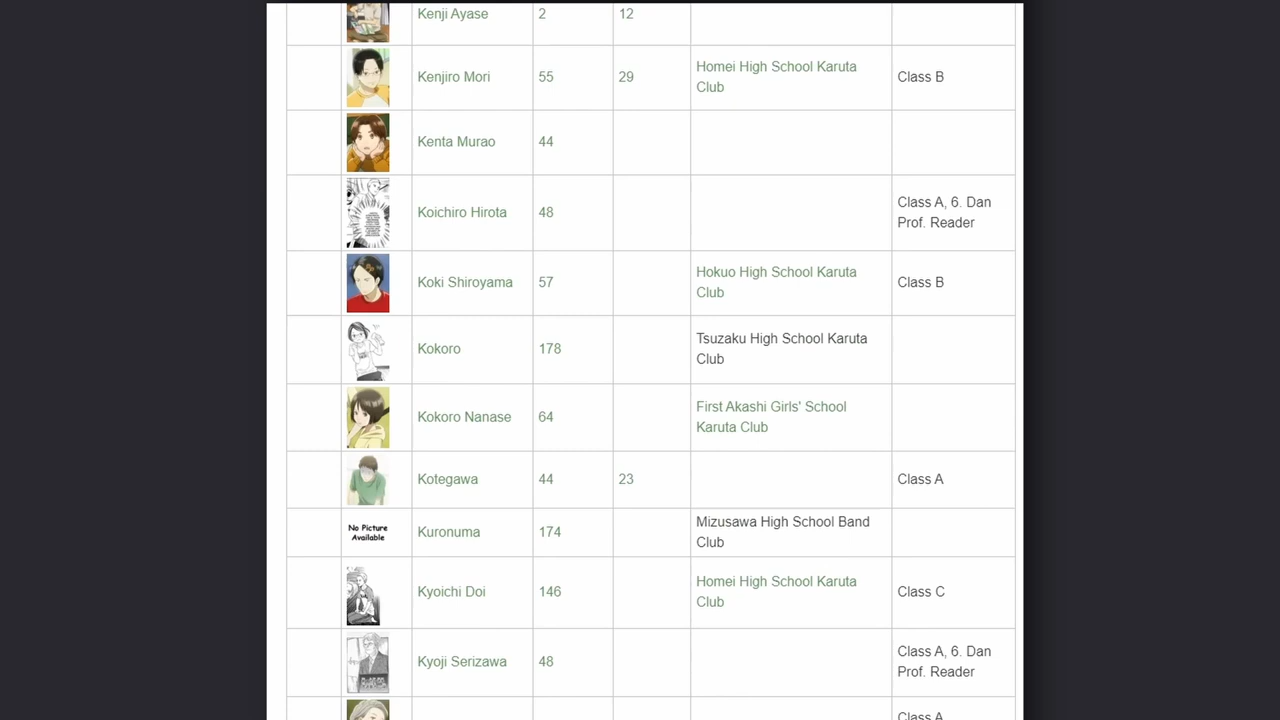 Kenji Ayase 2 12
Kenjiro Mori 55 29 Homei High School Karuta
Club Class B
Kenta Murao 44
Koichiro Hirota 48 Class A, 6. Dan
Prof. Reader
Koki Shiroyama 57 Hokuo High School Karuta
Club Class B
Kokoro 178 Tsuzaku High School Karuta
Club
Kokoro Nanase 64 First Akashi Girls' School
Karuta Club
Kotegawa 44 23 Class A
No Picture
Available
Kuronuma 174 Mizusawa High School Band
Club
Kyoichi Doi 146 Homei High School Karuta
Club Class C
Kyoji Serizawa 48 Class A, 6. Dan
Prof. Reader
Class A